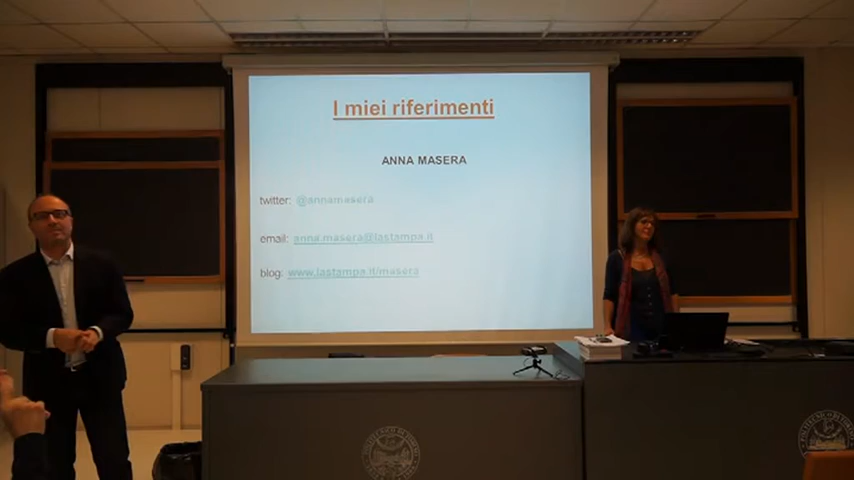 I miei riferimenti
ANNA MASERA
twitter: @annamasera
email: anna.masera@lastampa.it
blog: www.lastampa.it/masera